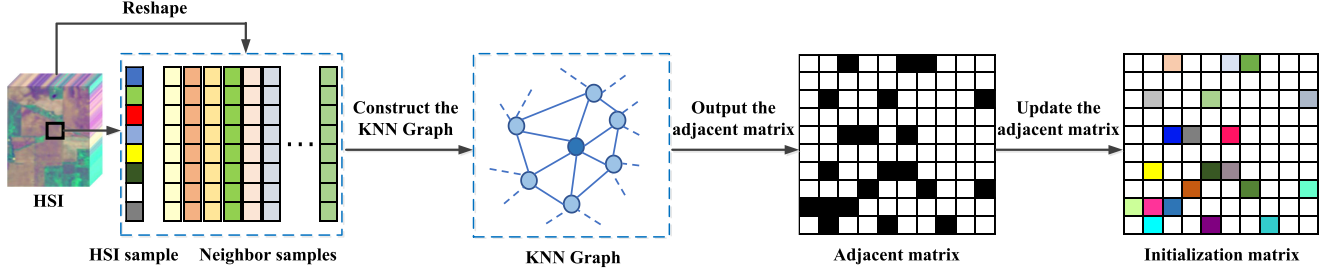 Reshape
HSI
HSI sample
Neighbor samples
...
Construct the
KNN Graph
KNN Graph
Output the
adjacent matrix
Adjacent matrix
Update the
adjacent matrix
Initialization matrix